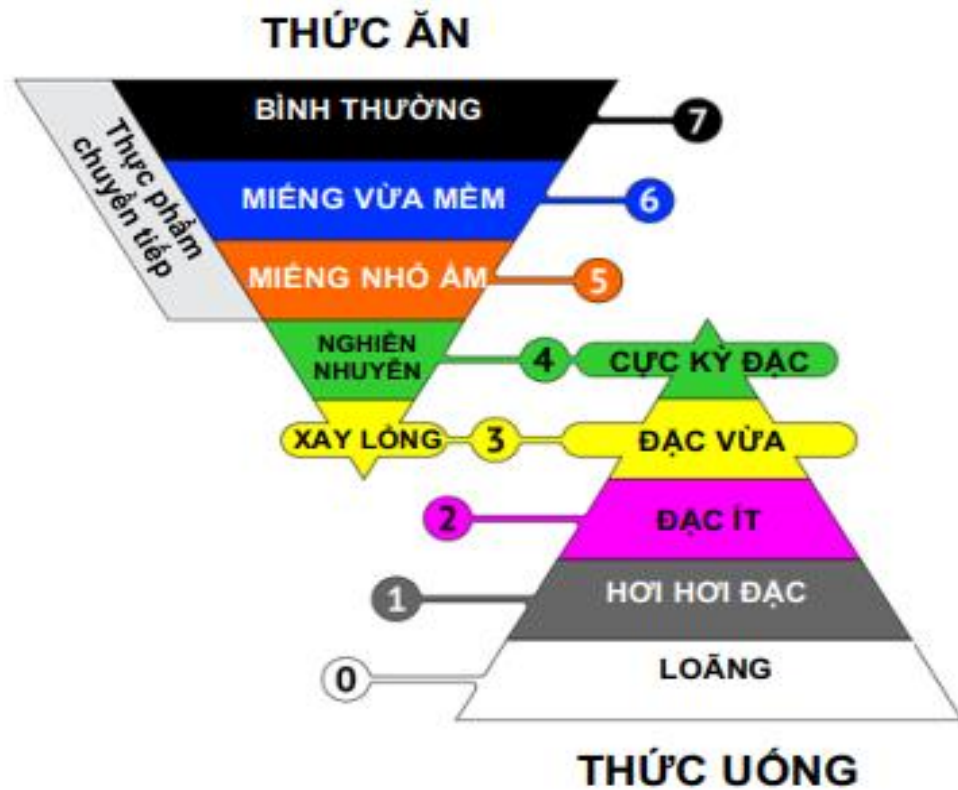 THỨC ĂN
BÌNH THƯỜNG
7
Thực phẩm
chuyển tiếp
MIẾNG VỪA MỀM
6
MIẾNG NHỎ ẨM
5
NGHIỀN
NHUYỄN
4
CỰC KỲ ĐẶC
XAY LỎNG
3
ĐẶC VỪA
2
ĐẶC ÍT
1
HƠI HƠI ĐẶC
0
LOÃNG
THỨC UỐNG